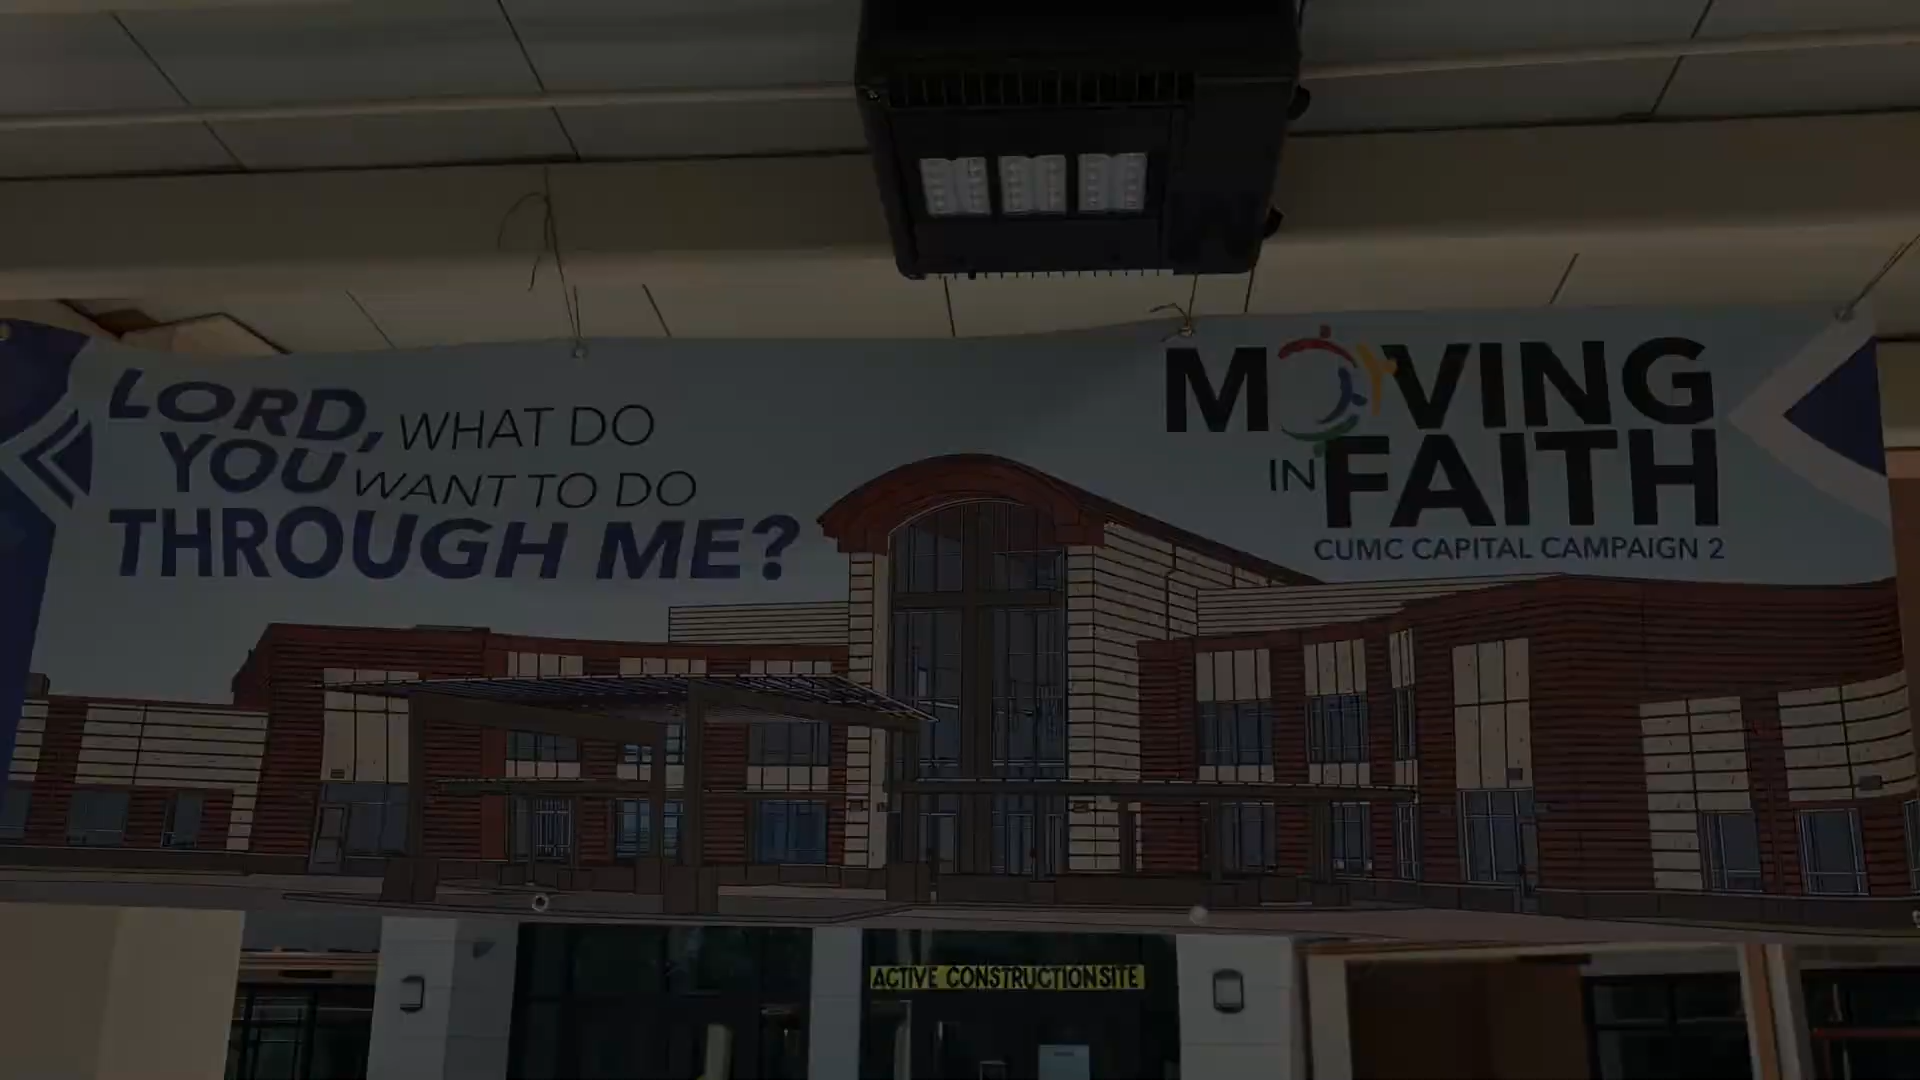 LORD, WHAT DO
YOU WANT TO DO
THROUGH ME?
MOVING
IN FAITH
CUMC CAPITAL CAMPAIGN 2
ACTIVE CONSTRUCTION SITE